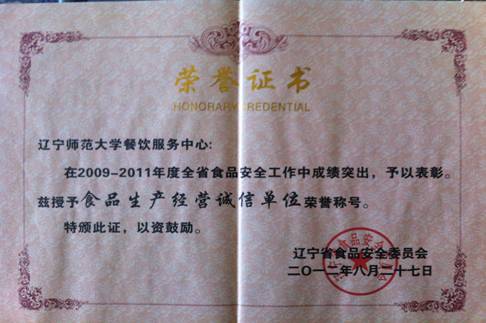 荣誉证书
HONORARY CREDENTIAL
辽宁师范大学餐饮服务中心：
在2009-2011年度全省食品安全工作中成绩突出，予以表彰。
兹授予食品生产经营诚信单位荣誉称号。
特颁此证，以资鼓励。
辽宁省食品安全委员会
二〇一二年八月二十七日